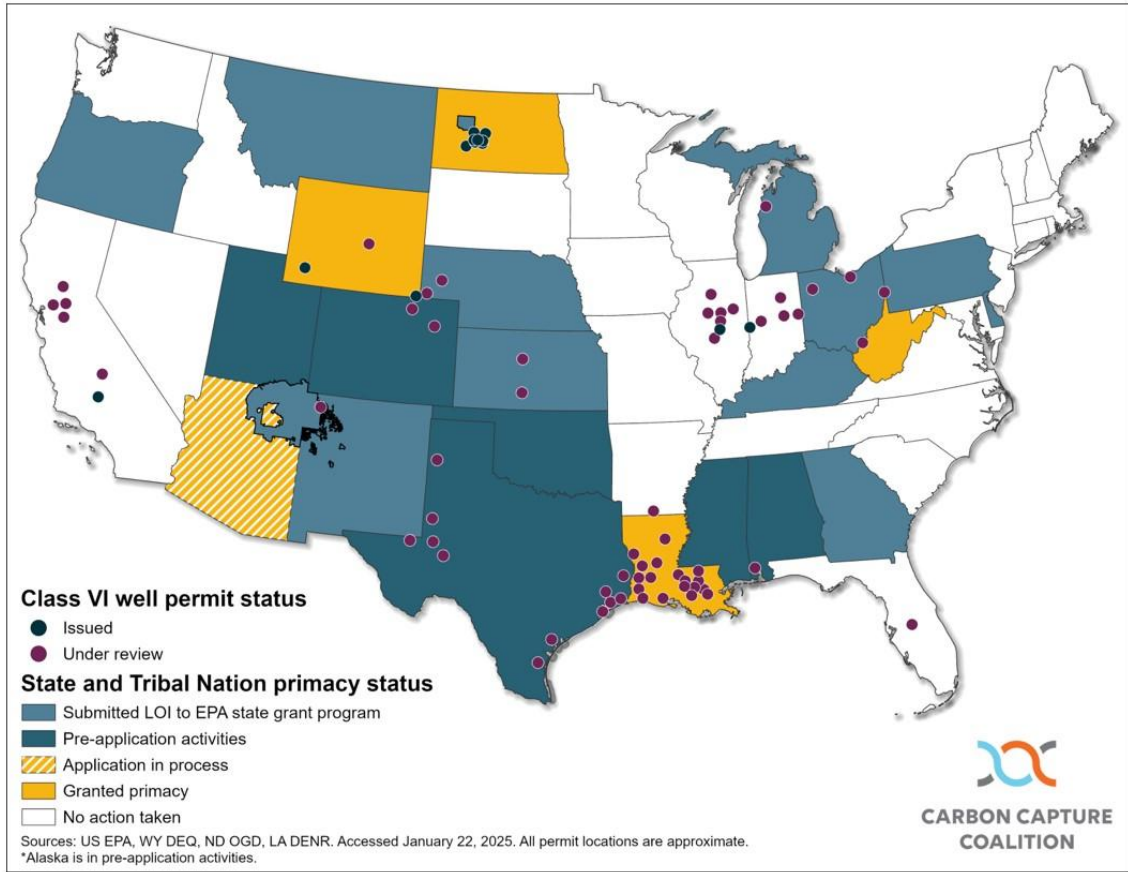 Class VI well permit status
Issued
Under review
State and Tribal Nation primacy status
Submitted LOI to EPA state grant program
Pre-application activities
Application in process
Granted primacy
No action taken
Sources: US EPA, WY DEQ, ND OGD, LA DENR. Accessed January 22, 2025. All permit locations are approximate.
*Alaska is in pre-application activities.
CARBON CAPTURE
COALITION